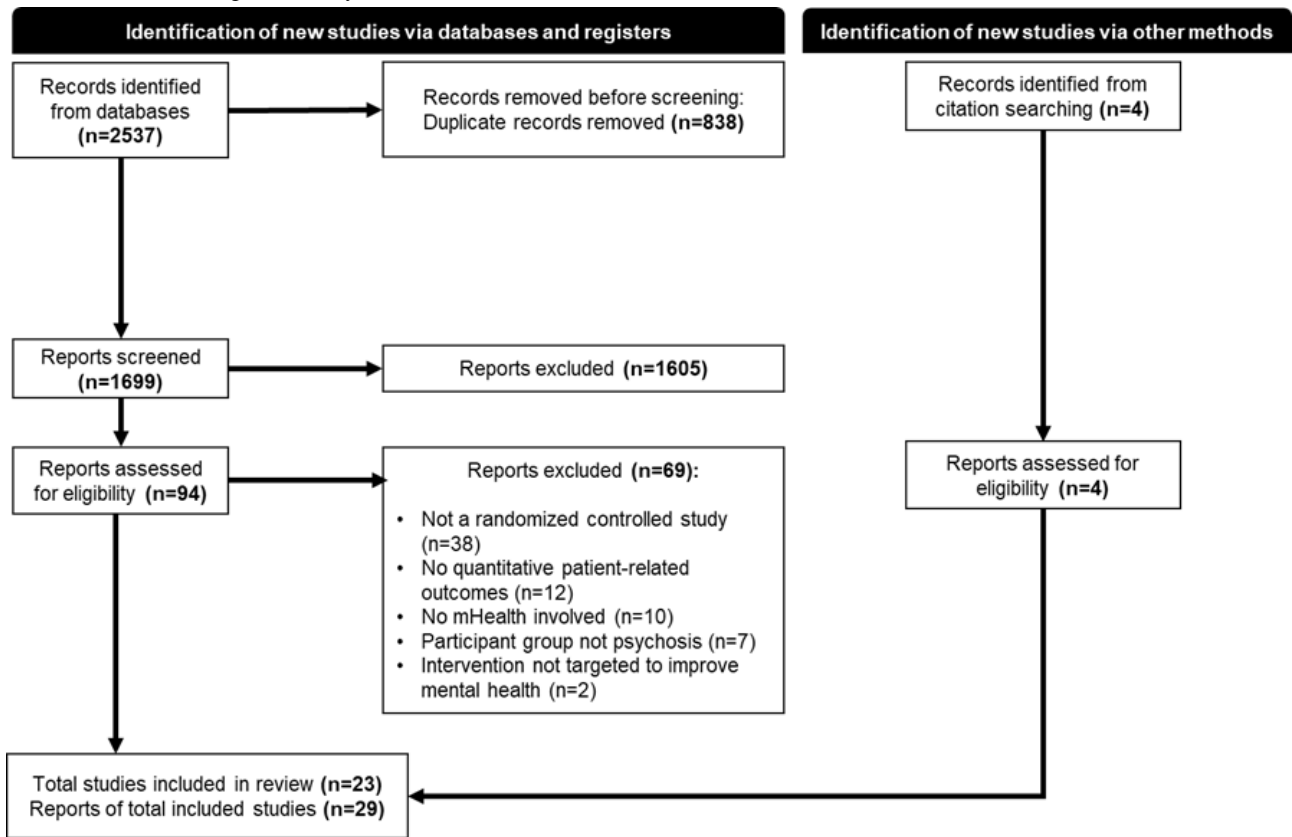 Identification of new studies via databases and registers
Identification of new studies via other methods
Records identified
from databases
(n=2537)
Records removed before screening:
Duplicate records removed (n=838)
Records identified from
citation searching (n=4)
Reports screened
(n=1699)
Reports excluded (n=1605)
Reports assessed
for eligibility (n=94)
Reports excluded (n=69):
• Not a randomized controlled study
(n=38)
• No quantitative patient-related
outcomes (n=12)
• No mHealth involved (n=10)
• Participant group not psychosis (n=7)
• Intervention not targeted to improve
mental health (n=2)
Reports assessed for
eligibility (n=4)
Total studies included in review (n=23)
Reports of total included studies (n=29)